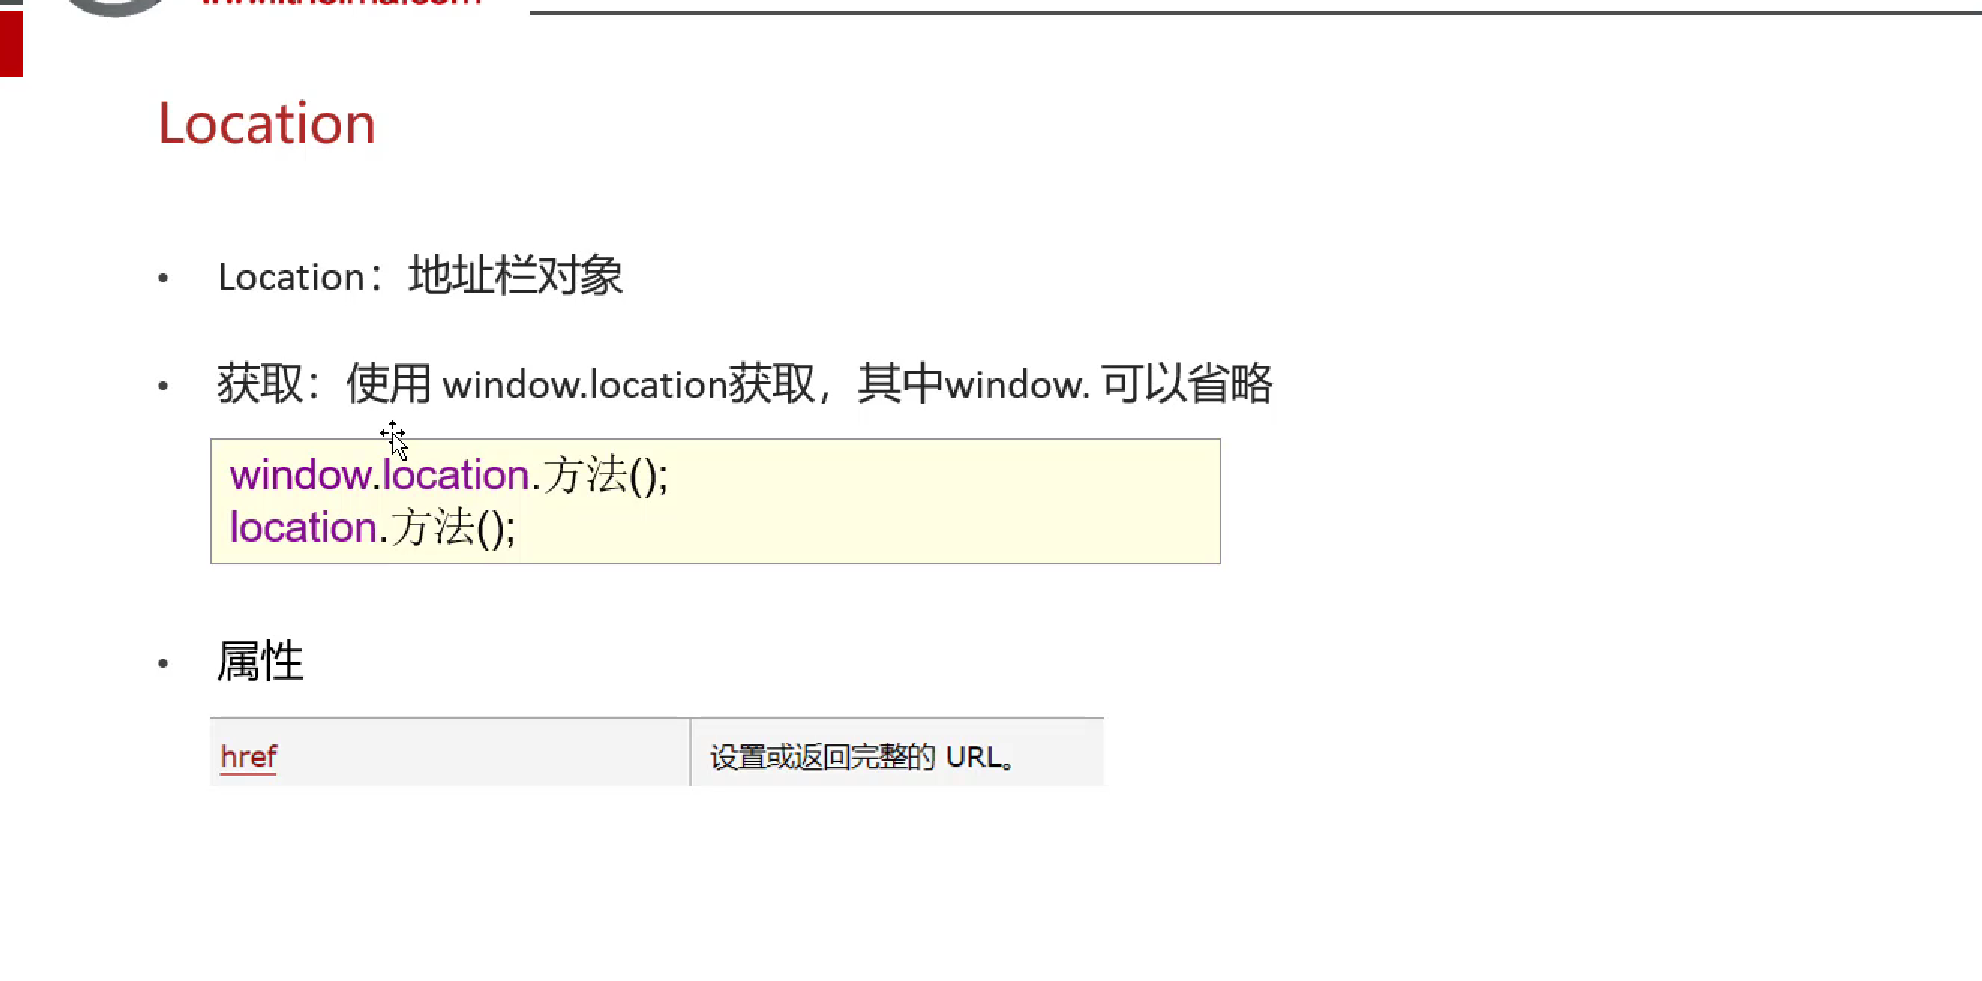 Location
• Location：地址栏对象
• 获取：使用 window.location获取，其中window. 可以省略
window.location.方法();
location.方法();
• 属性
href 设置或返回完整的 URL。